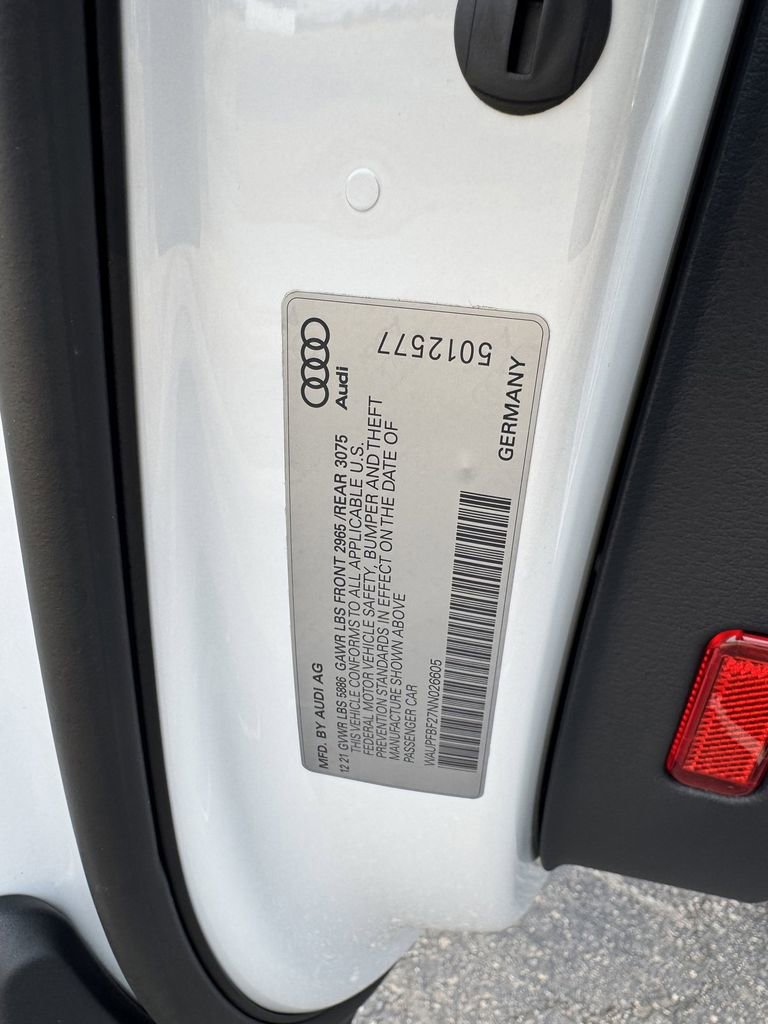 MFD. BY AUDI AG
Audi
12.21 GVWR LBS 5886 GAWR LBS FRONT 2965 /REAR 3075
THIS VEHICLE CONFORMS TO ALL APPLICABLE U.S.
FEDERAL MOTOR VEHICLE SAFETY, BUMPER AND THEFT
PREVENTION STANDARDS IN EFFECT ON THE DATE OF
MANUFACTURE SHOWN ABOVE
PASSENGER CAR
WAUPFBF27NN026605
GERMANY
5012577